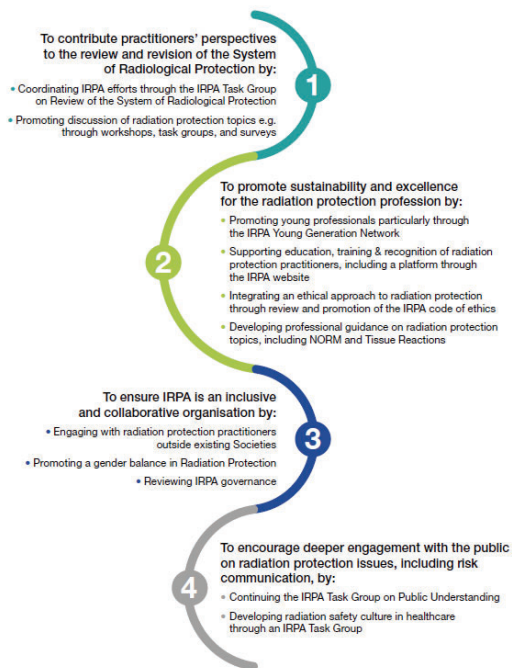 To contribute practitioners' perspectives
to the review and revision of the System
of Radiological Protection by:
• Coordinating IRPA efforts through the IRPA Task Group
on Review of the System of Radiological Protection
• Promoting discussion of radiation protection topics e.g.
through workshops, task groups, and surveys
1
To promote sustainability and excellence
for the radiation protection profession by:
• Promoting young professionals particularly through
the IRPA Young Generation Network
• Supporting education, training & recognition of radiation
protection practitioners, including a platform through
the IRPA website
• Integrating an ethical approach to radiation protection
through review and promotion of the IRPA code of ethics
• Developing professional guidance on radiation protection
topics, including NORM and Tissue Reactions
2
To ensure IRPA is an inclusive
and collaborative organisation by:
• Engaging with radiation protection practitioners
outside existing Societies
• Promoting a gender balance in Radiation Protection
• Reviewing IRPA governance
3
To encourage deeper engagement with the public
on radiation protection issues, including risk
communication, by:
• Continuing the IRPA Task Group on Public Understanding
• Developing radiation safety culture in healthcare
through an IRPA Task Group
4